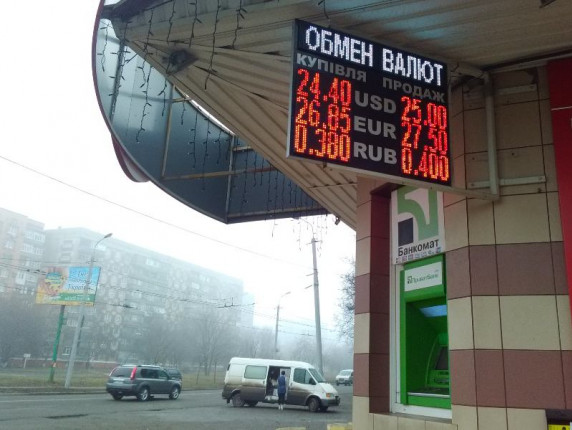 ОБМЕН ВАЛЮТ
КУПІВЛЯ ПРОДАЖ
24.40 USD 25.00
26.85 EUR 27.50
0.380 RUB 0.400
Банкомат
ПриватБанк